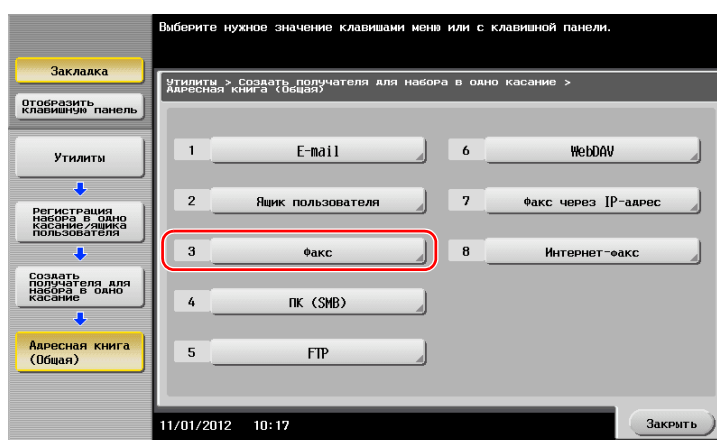 Выберите нужное значение клавишами меню или с клавишной панели.
Закладка
Отобразить
клавишную панель
Утилиты > Создать получателя для набора в одно касание >
Адресная книга (Общая)
Утилиты
Регистрация
набора в одно
касание/ящика
пользователя
Создать
получателя для
набора в одно
касание
Адресная книга
(Общая)
1 E-mail
2 Ящик пользователя
3 Факс
4 ПК (SMB)
5 FTP
6 WebDAV
7 Факс через IP-адрес
8 Интернет-факс
11/01/2012 10:17
Закрыть